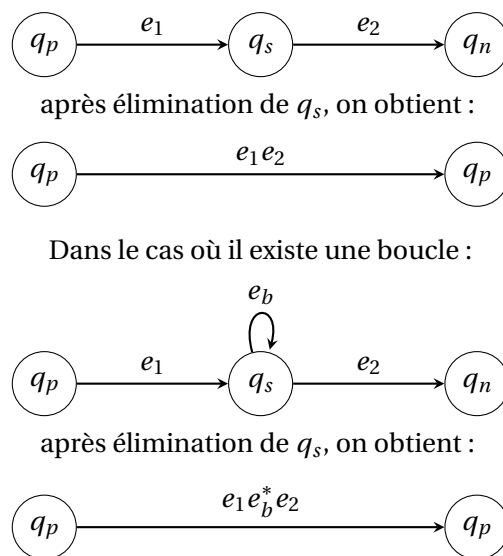 q_p e_1 q_s e_2 q_n
après élimination de q_s, on obtient :
q_p e_1e_2 q_p
Dans le cas où il existe une boucle :
e_b
q_p e_1 q_s e_2 q_n
après élimination de q_s, on obtient :
q_p e_1e_b^*e_2 q_p